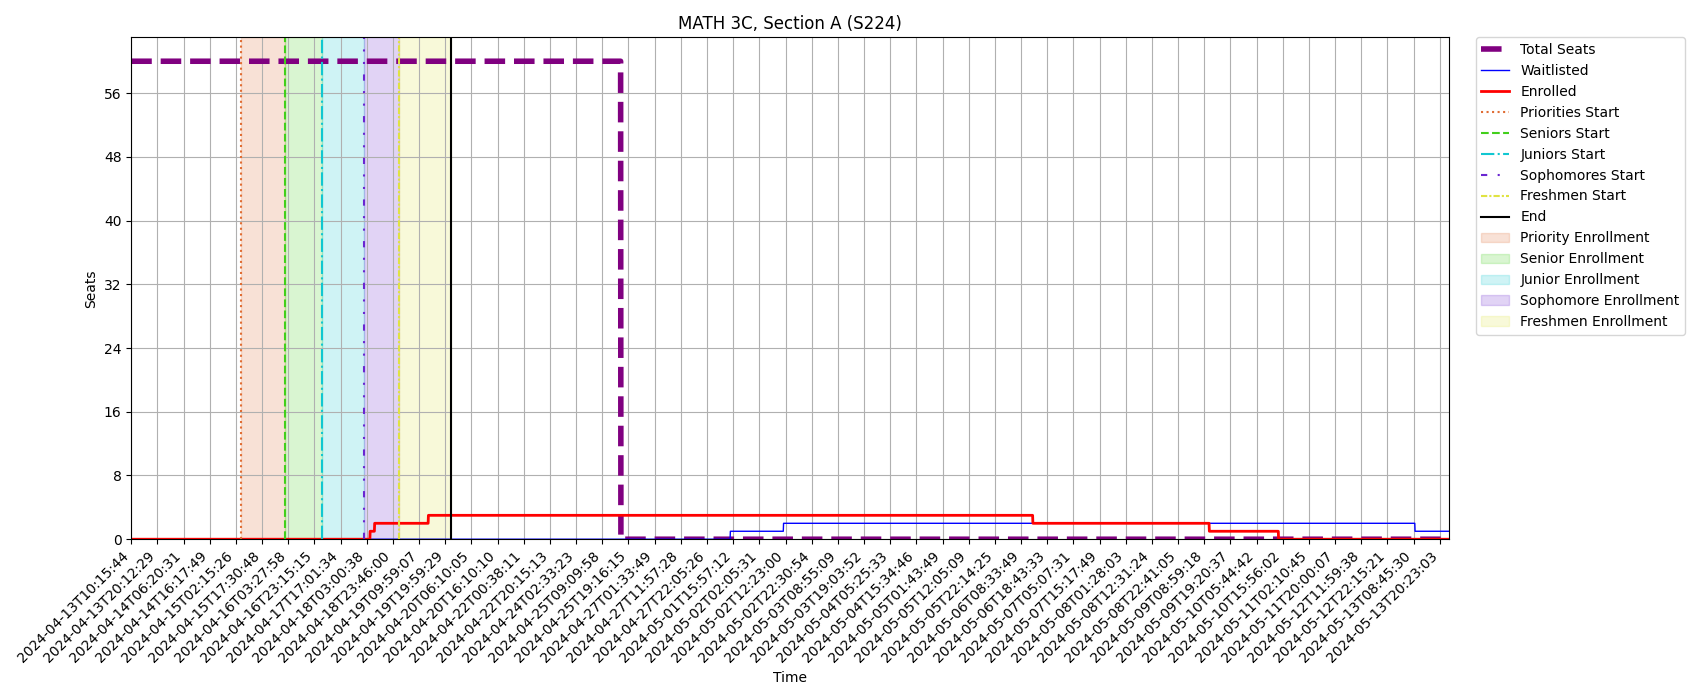 MATH 3C, Section A (S224)
Seats
56
48
40
32
24
16
8
0
2024-04-13T10:15:44
2024-04-13T20:12:29
2024-04-14T06:20:31
2024-04-14T16:17:49
2024-04-15T02:15:26
2024-04-15T17:30:48
2024-04-16T03:27:58
2024-04-16T23:15:15
2024-04-17T17:01:34
2024-04-18T03:00:38
2024-04-18T23:46:00
2024-04-19T09:59:07
2024-04-19T19:59:29
2024-04-20T06:10:05
2024-04-20T16:10:10
2024-04-22T00:38:11
2024-04-22T20:15:13
2024-04-24T02:33:23
2024-04-25T09:09:58
2024-04-25T19:16:15
2024-04-27T01:33:49
2024-04-27T11:57:28
2024-04-27T22:05:26
2024-05-01T15:57:12
2024-05-02T02:05:31
2024-05-02T12:23:00
2024-05-02T22:30:54
2024-05-03T08:55:09
2024-05-03T19:03:52
2024-05-04T05:25:33
2024-05-04T15:34:46
2024-05-05T01:43:49
2024-05-05T12:05:09
2024-05-05T22:14:25
2024-05-06T08:33:49
2024-05-06T18:43:33
2024-05-07T05:07:31
2024-05-07T15:17:49
2024-05-08T01:28:03
2024-05-08T12:31:24
2024-05-08T22:41:05
2024-05-09T08:59:18
2024-05-09T19:20:37
2024-05-10T05:44:42
2024-05-10T15:56:02
2024-05-11T02:10:45
2024-05-11T20:00:07
2024-05-12T11:59:38
2024-05-12T22:15:21
2024-05-13T08:45:30
2024-05-13T20:23:03
Time
Total Seats
Waitlisted
Enrolled
Priorities Start
Seniors Start
Juniors Start
Sophomores Start
Freshmen Start
End
Priority Enrollment
Senior Enrollment
Junior Enrollment
Sophomore Enrollment
Freshmen Enrollment